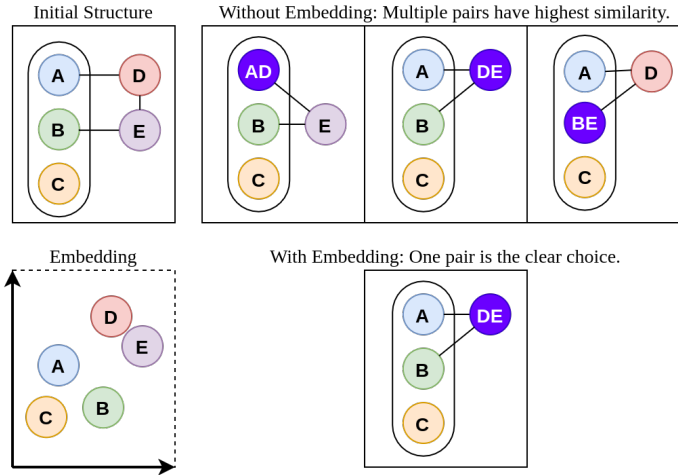 Initial Structure
Without Embedding: Multiple pairs have highest similarity.
A
D
B
E
C
AD
B
E
C
A
DE
B
C
A
D
BE
C
Embedding
With Embedding: One pair is the clear choice.
D
E
A
C
B
A
DE
B
C